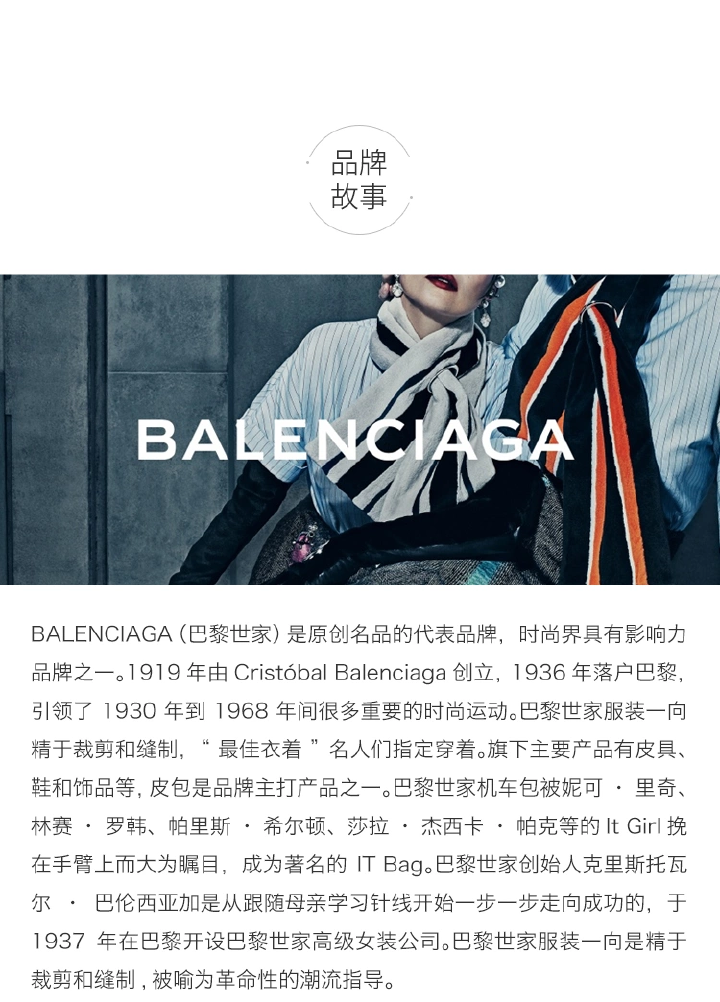 品牌
故事
BALENCIAGA
BALENCIAGA（巴黎世家）是原创名品的代表品牌，时尚界具有影响力
品牌之一。1919 年由 Cristóbal Balenciaga 创立，1936 年落户巴黎，
引领了 1930 年到 1968 年间很多重要的时尚运动。巴黎世家服装一向
精于裁剪和缝制，“ 最佳衣着 ” 名人们指定穿着。旗下主要产品有皮具、
鞋和饰品等，皮包是品牌主打产品之一。巴黎世家机车包被妮可 · 里奇、
林赛 · 罗韩、帕里斯 · 希尔顿、莎拉 · 杰西卡 · 帕克等的 It Girl 挽
在手臂上而大为瞩目，成为著名的 IT Bag。巴黎世家创始人克里斯托瓦
尔 · 巴伦西亚加是从跟随母亲学习针线开始一步一步走向成功的，于
1937 年在巴黎开设巴黎世家高级女装公司。巴黎世家服装一向是精于
裁剪和缝制，被喻为革命性的潮流指导。